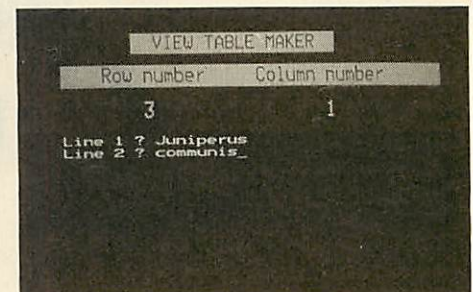 VIEW TABLE MAKER
Row number Column number
3 1
Line 1 ? Juniperus
Line 2 ? communis_